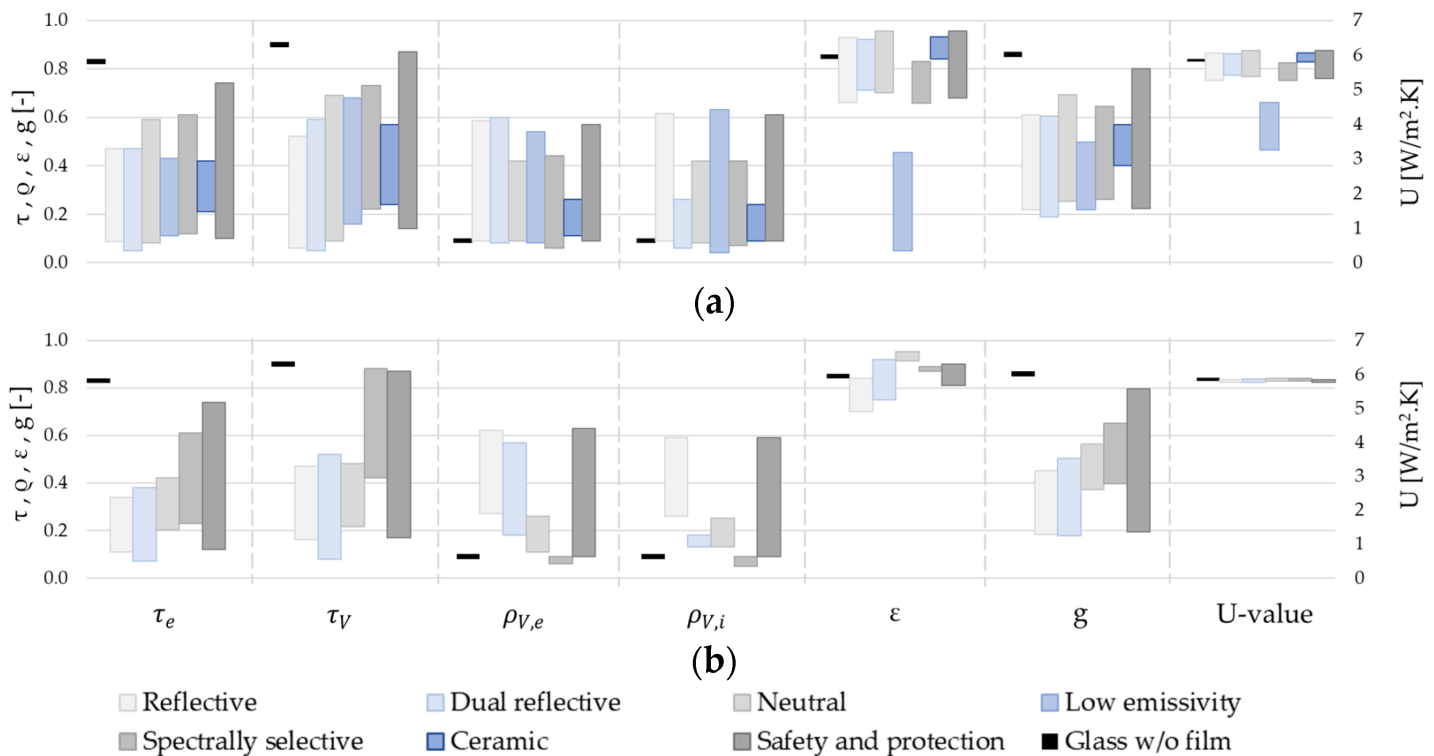 1.0 7
0.8 6
5
0.6 4
0.4 3
2
0.2 1
0.0 0
τ , ϱ , ε , g [-]
U [W/m².K]
(a)
1.0 7
0.8 6
5
0.6 4
0.4 3
2
0.2 1
0.0 0
τ , ϱ , ε , g [-]
U [W/m².K]
τₑ τ_V ρ_V,e ρ_V,i ε g U-value
(b)
Reflective Dual reflective Neutral Low emissivity
Spectrally selective Ceramic Safety and protection Glass w/o film